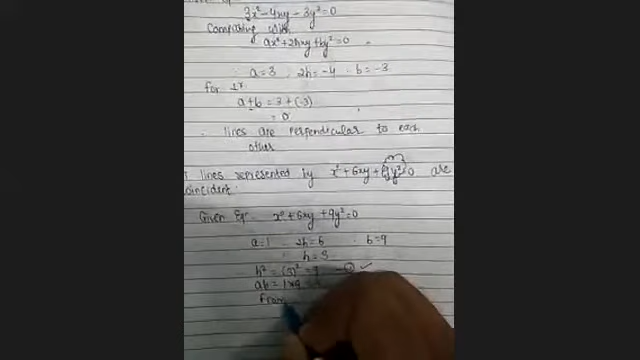 3x² - 4xy - 3y² = 0
Comparing with
ax² + 2hxy + by² = 0
a = 3 2h = -4 b = -3
for
a + b = 3 + (-3)
= 0
∴ lines are perpendicular to each
other
lines represented by x² + 6xy + 9y² = 0 are
coincident
Given Eqⁿ x² + 6xy + 9y² = 0
a = 1 2h = 6 b = 9
h = 3
h² = (3)² = 9 ✓
ab = 1×9
From